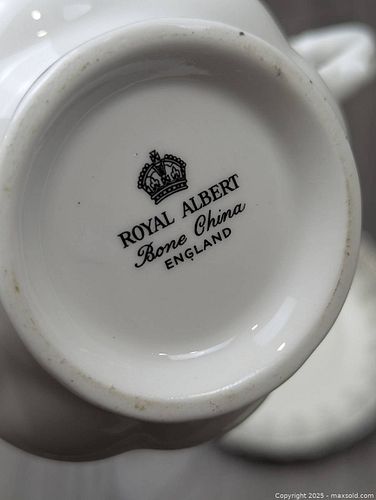 ROYAL ALBERT
Bone China
ENGLAND
Copyright 2025 - maxsold.com